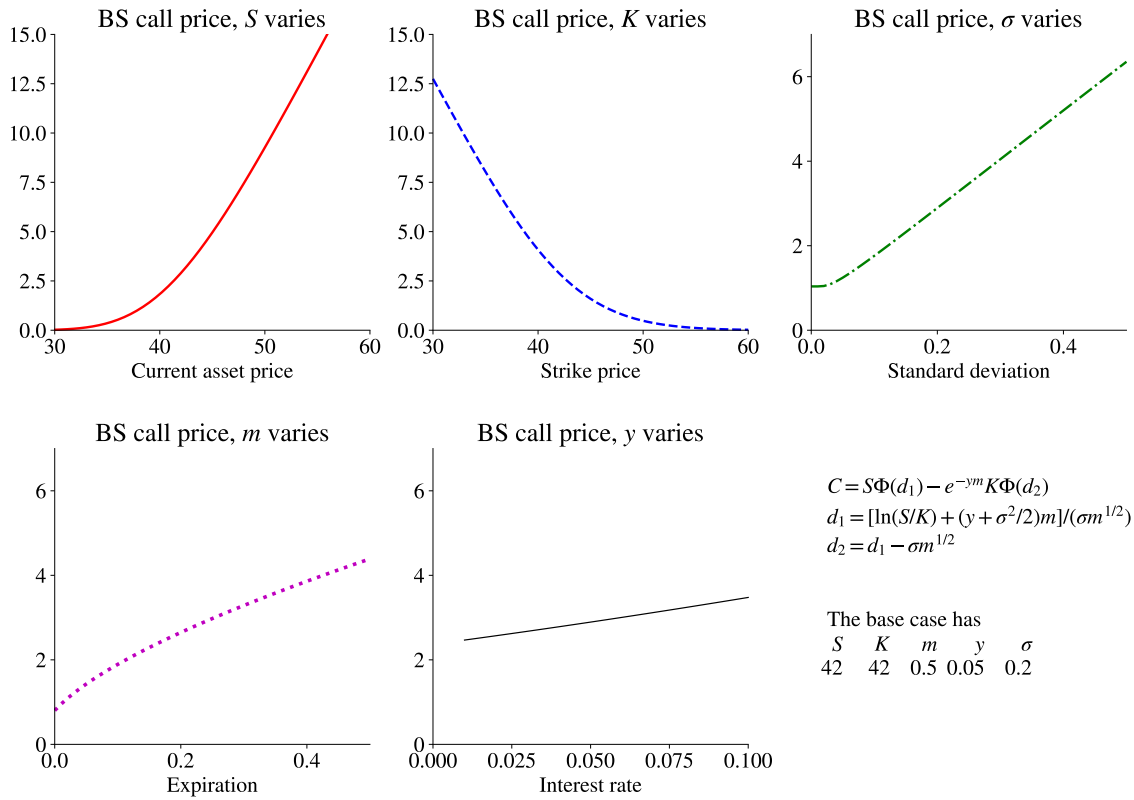 BS call price, S varies
15.0
12.5
10.0
7.5
5.0
2.5
0.0
30 40 50 60
Current asset price
BS call price, K varies
15.0
12.5
10.0
7.5
5.0
2.5
0.0
30 40 50 60
Strike price
BS call price, σ varies
6
4
2
0
0.0 0.2 0.4
Standard deviation
BS call price, m varies
6
4
2
0
0.0 0.2 0.4
Expiration
BS call price, y varies
6
4
2
0
0.000 0.025 0.050 0.075 0.100
Interest rate
C = SΦ(d₁) − e⁻ʸᵐKΦ(d₂)
d₁ = [ln(S/K) + (y + σ²/2)m]/(σm^{1/2})
d₂ = d₁ − σm^{1/2}
The base case has
S K m y σ
42 42 0.5 0.05 0.2